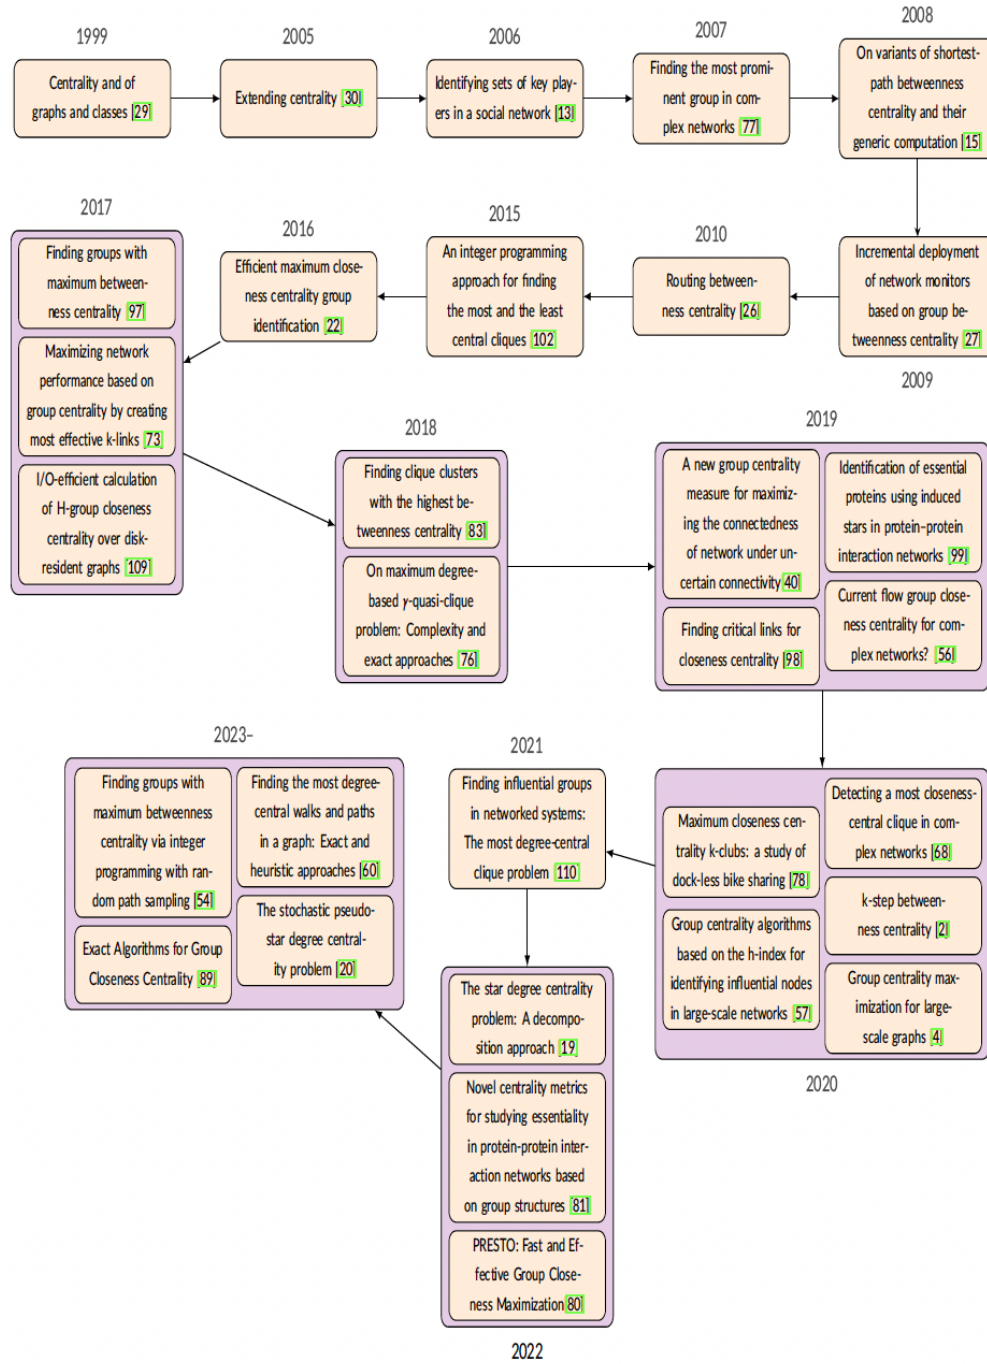 1999
Centrality and of
graphs and classes [29]
2005
Extending centrality [30]
2006
Identifying sets of key play-
ers in a social network [13]
2007
Finding the most promi-
nent group in com-
plex networks [77]
2008
On variants of shortest-
path betweenness
centrality and their
generic computation [15]
Incremental deployment
of network monitors
based on group be-
tweenness centrality [27]
2009
2010
Routing between-
ness centrality [26]
2015
An integer programming
approach for finding
the most and the least
central cliques [102]
2016
Efficient maximum close-
ness centrality group
identification [22]
2017
Finding groups with
maximum between-
ness centrality [97]
Maximizing network
performance based on
group centrality by creating
most effective k-links [73]
I/O-efficient calculation
of H-group closeness
centrality over disk-
resident graphs [109]
2018
Finding clique clusters
with the highest be-
tweenness centrality [83]
On maximum degree-
based γ-quasi-clique
problem: Complexity and
exact approaches [76]
2019
A new group centrality
measure for maximiz-
ing the connectedness
of network under un-
certain connectivity [40]
Finding critical links for
closeness centrality [98]
Identification of essential
proteins using induced
stars in protein–protein
interaction networks [99]
Current flow group close-
ness centrality for com-
plex networks? [56]
Maximum closeness cen-
trality k-clubs: a study of
dock-less bike sharing [78]
Group centrality algorithms
based on the h-index for
identifying influential nodes
in large-scale networks [57]
Detecting a most closeness-
central clique in com-
plex networks [68]
k-step between-
ness centrality [2]
Group centrality max-
imization for large-
scale graphs [4]
2020
2021
Finding influential groups
in networked systems:
The most degree-central
clique problem [110]
The star degree centrality
problem: A decompo-
sition approach [19]
Novel centrality metrics
for studying essentiality
in protein-protein inter-
action networks based
on group structures [81]
PRESTO: Fast and Ef-
fective Group Close-
ness Maximization [80]
2022
2023–
Finding groups with
maximum betweenness
centrality via integer
programming with ran-
dom path sampling [54]
Exact Algorithms for Group
Closeness Centrality [89]
Finding the most degree-
central walks and paths
in a graph: Exact and
heuristic approaches [60]
The stochastic pseudo-
star degree central-
ity problem [20]